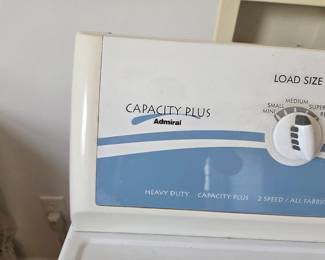 LOAD SIZE
MEDIUM
SMALL
SUPER
MINI
CAPACITY PLUS
Admiral
HEAVY DUTY CAPACITY PLUS 2 SPEED / ALL FABRIC